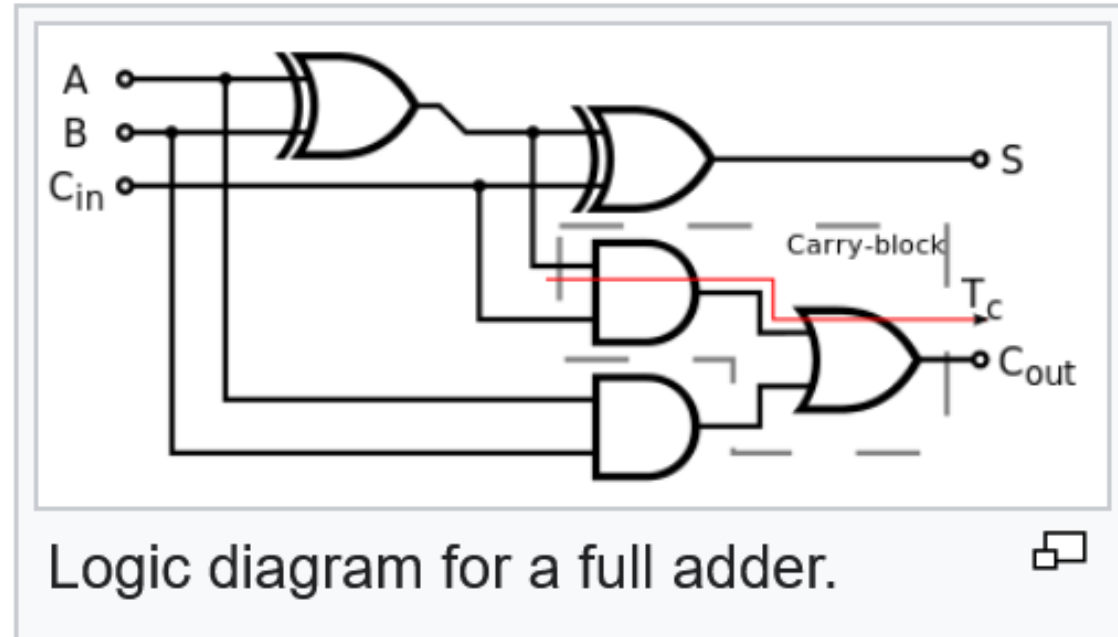 A
B
Cin
S
Carry-block
Tc
Cout
Logic diagram for a full adder.